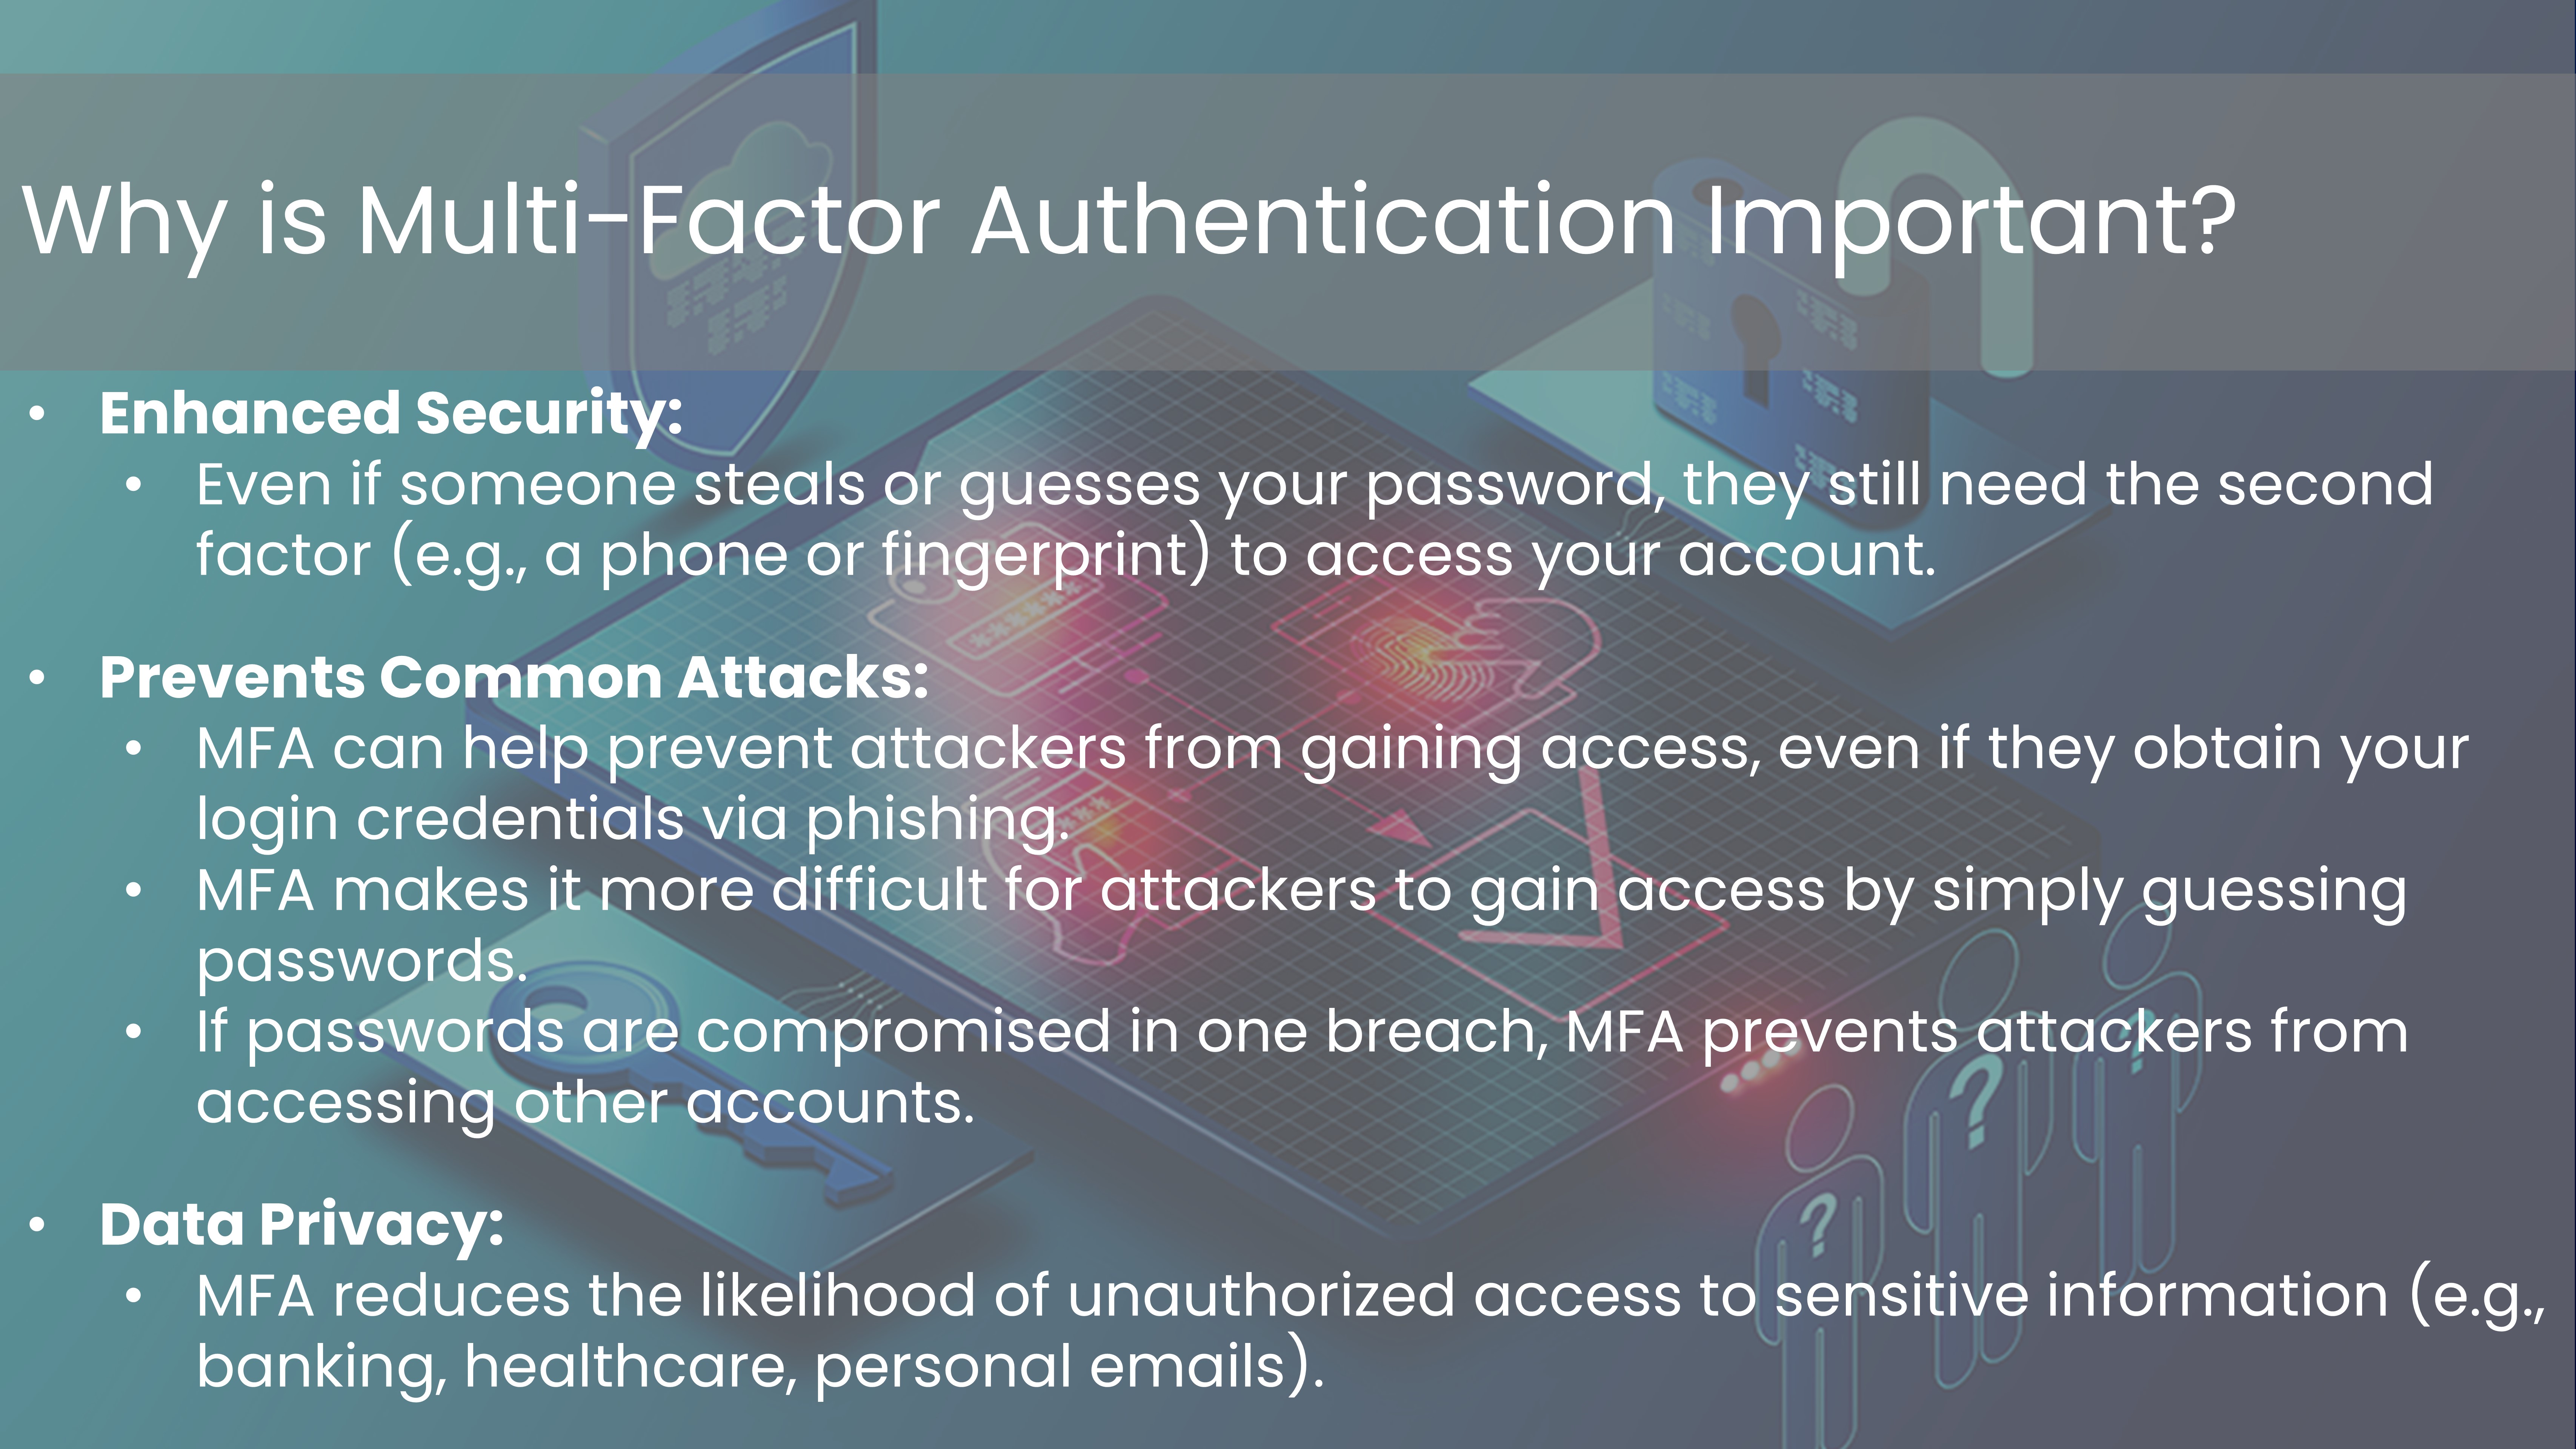 Why is Multi-Factor Authentication Important?
• Enhanced Security:
• Even if someone steals or guesses your password, they still need the second
factor (e.g., a phone or fingerprint) to access your account.
• Prevents Common Attacks:
• MFA can help prevent attackers from gaining access, even if they obtain your
login credentials via phishing.
• MFA makes it more difficult for attackers to gain access by simply guessing
passwords.
• If passwords are compromised in one breach, MFA prevents attackers from
accessing other accounts.
• Data Privacy:
• MFA reduces the likelihood of unauthorized access to sensitive information (e.g.,
banking, healthcare, personal emails).